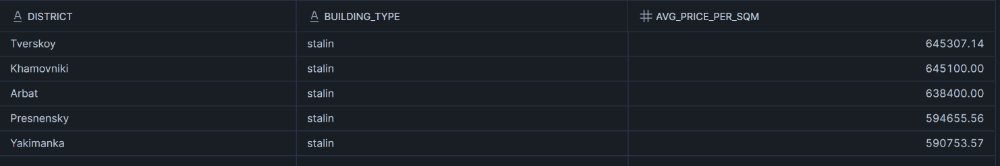 A DISTRICT A BUILDING_TYPE # AVG_PRICE_PER_SQM
Tverskoy stalin 645307.14
Khamovniki stalin 645100.00
Arbat stalin 638400.00
Presnensky stalin 594655.56
Yakimanka stalin 590753.57